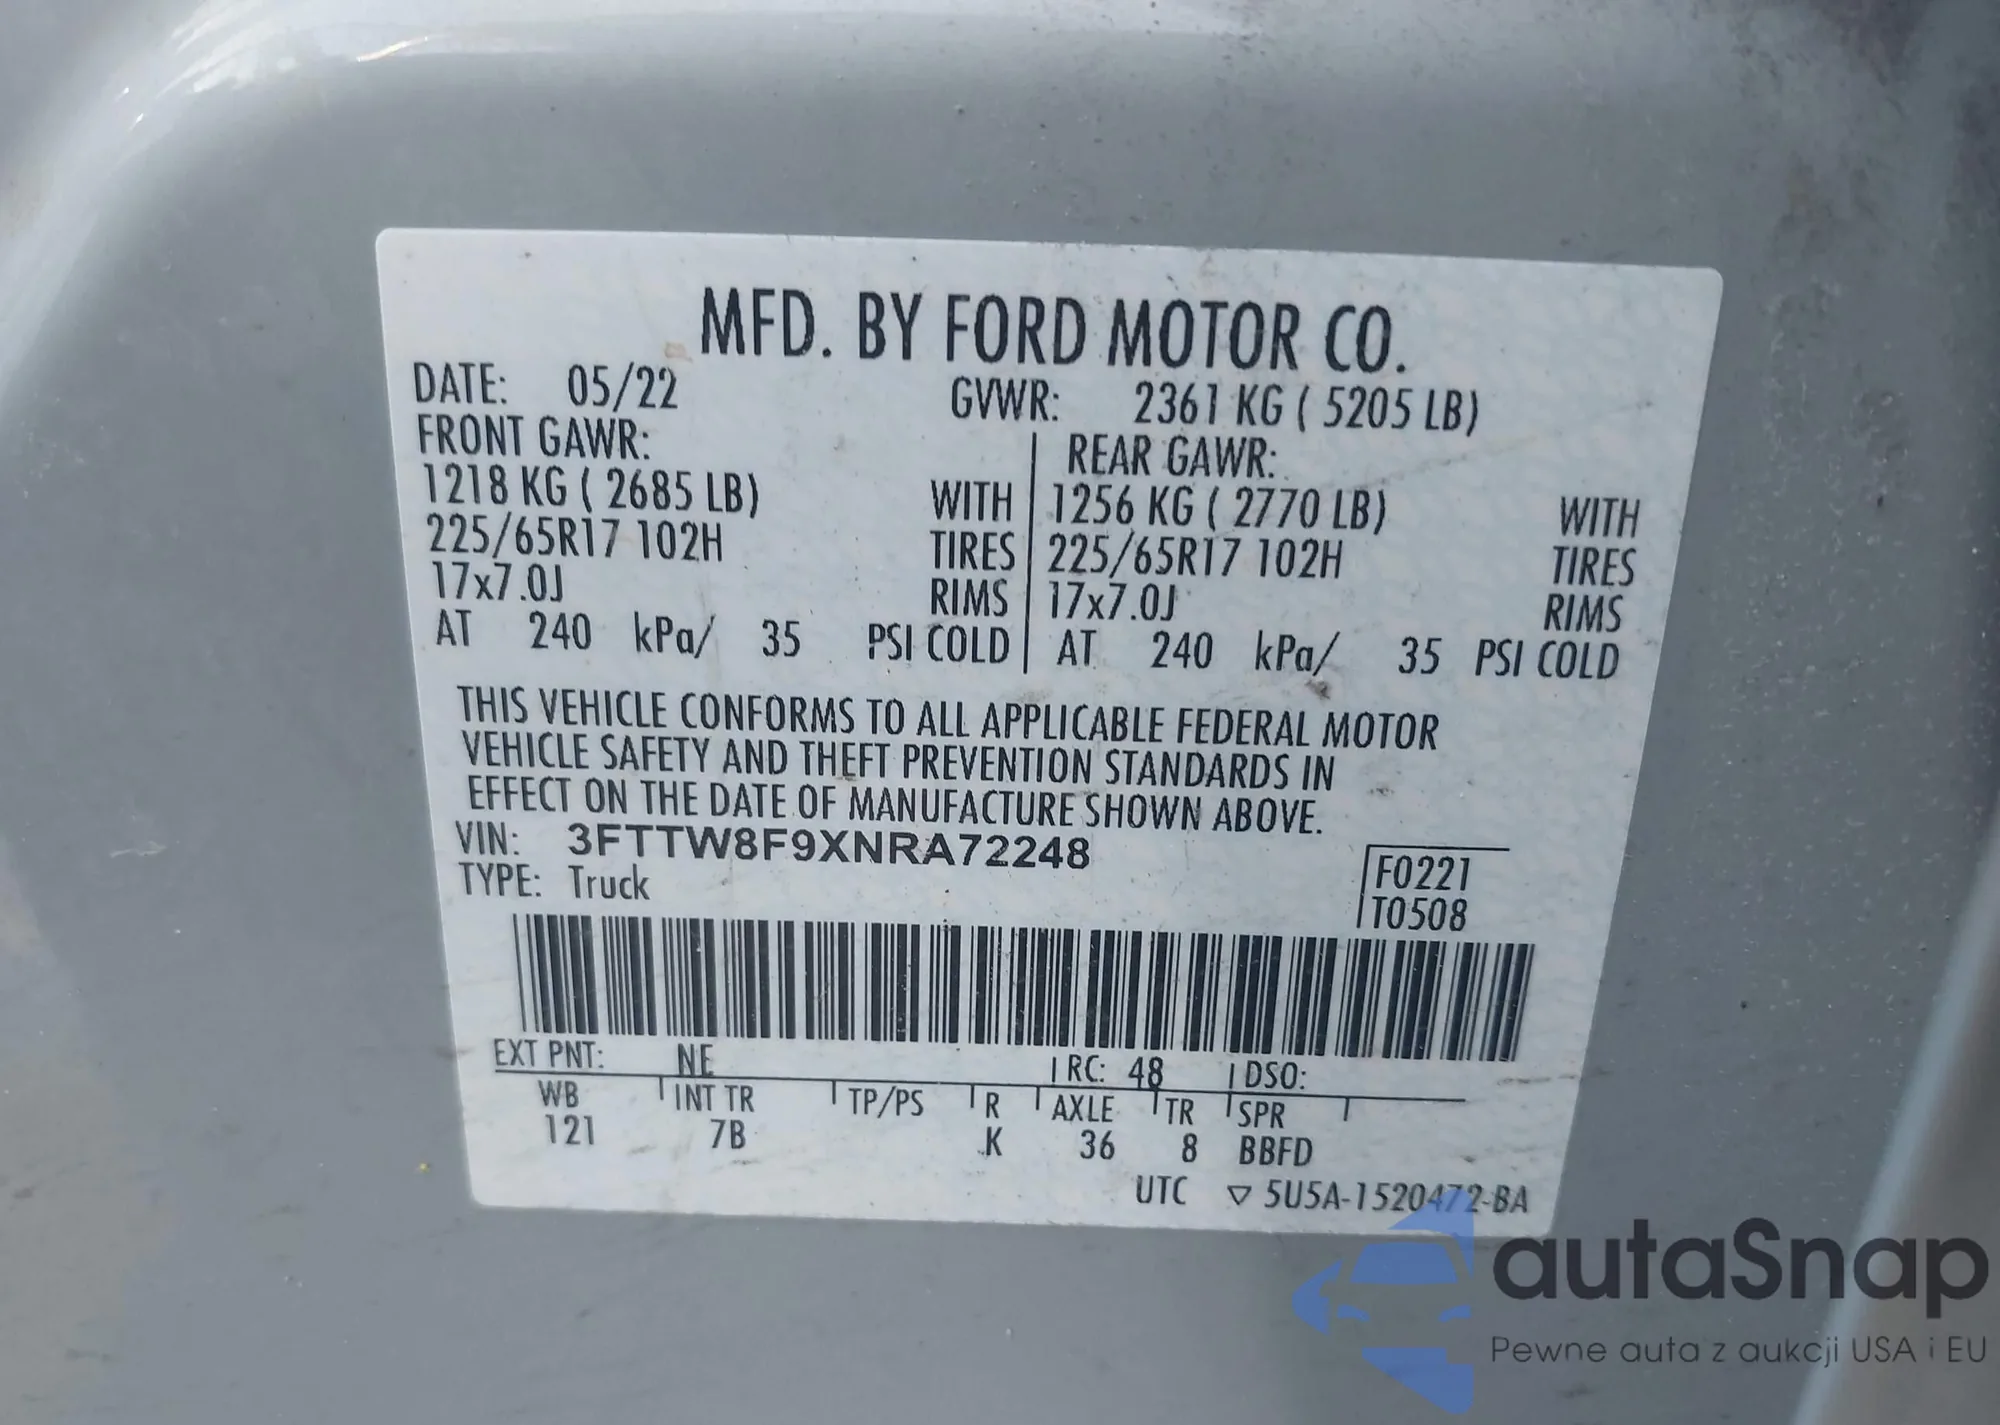 MFD. BY FORD MOTOR CO.
DATE: 05/22 GVWR: 2361 KG ( 5205 LB)
FRONT GAWR: REAR GAWR:
1218 KG ( 2685 LB) WITH 1256 KG ( 2770 LB) WITH
225/65R17 102H TIRES 225/65R17 102H TIRES
17x7.0J RIMS 17x7.0J RIMS
AT 240 kPa/ 35 PSI COLD AT 240 kPa/ 35 PSI COLD
THIS VEHICLE CONFORMS TO ALL APPLICABLE FEDERAL MOTOR
VEHICLE SAFETY AND THEFT PREVENTION STANDARDS IN
EFFECT ON THE DATE OF MANUFACTURE SHOWN ABOVE.
VIN: 3FTTW8F9XNRA72248
TYPE: Truck
F0221
T0508
EXT PNT: NE RC: 48 DSO:
WB INT TR TP/PS R AXLE TR SPR
121 7B K 36 8 BBFD
UTC ▽ 5U5A-1520472-BA
autaSnap
Pewne auta z aukcji USA i EU